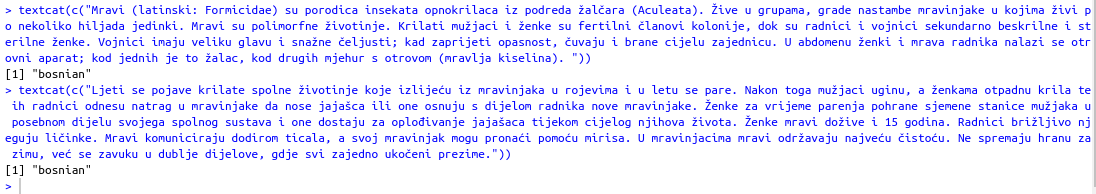 > textcat(c("Mravi (latinski: Formicidae) su porodica insekata opnokrilaca iz podreda žalčara (Aculeata). Žive u grupama, grade nastambe mravinjake u kojima živi p
o nekoliko hiljada jedinki. Mravi su polimorfne životinje. Krilati mužjaci i ženke su fertilni članovi kolonije, dok su radnici i vojnici sekundarno beskrilne i st
erilne ženke. Vojnici imaju veliku glavu i snažne čeljusti; kad zaprijeti opasnost, čuvaju i brane cijelu zajednicu. U abdomenu ženki i mrava radnika nalazi se otr
ovni aparat; kod jednih je to žalac, kod drugih mjehur s otrovom (mravlja kiselina). "))
[1] "bosnian"
> textcat(c("Ljeti se pojave krilate spolne životinje koje izlijeću iz mravinjaka u rojevima i u letu se pare. Nakon toga mužjaci uginu, a ženkama otpadnu krila te
ih radnici odnesu natrag u mravinjake da nose jajašca ili one osnuju s dijelom radnika nove mravinjake. Ženke za vrijeme parenja pohrane sjemene stanice mužjaka u
posebnom dijelu svojega spolnog sustava i one dostaju za oplođivanje jajašaca tijekom cijelog njihova života. Ženke mravi dožive i 15 godina. Radnici brižljivo nj
eguju ličinke. Mravi komuniciraju dodirom ticala, a svoj mravinjak mogu pronaći pomoću mirisa. U mravinjacima mravi održavaju najveću čistoću. Ne spremaju hranu za
zimu, već se zavuku u dublje dijelove, gdje svi zajedno ukočeni prezime."))
[1] "bosnian"
>